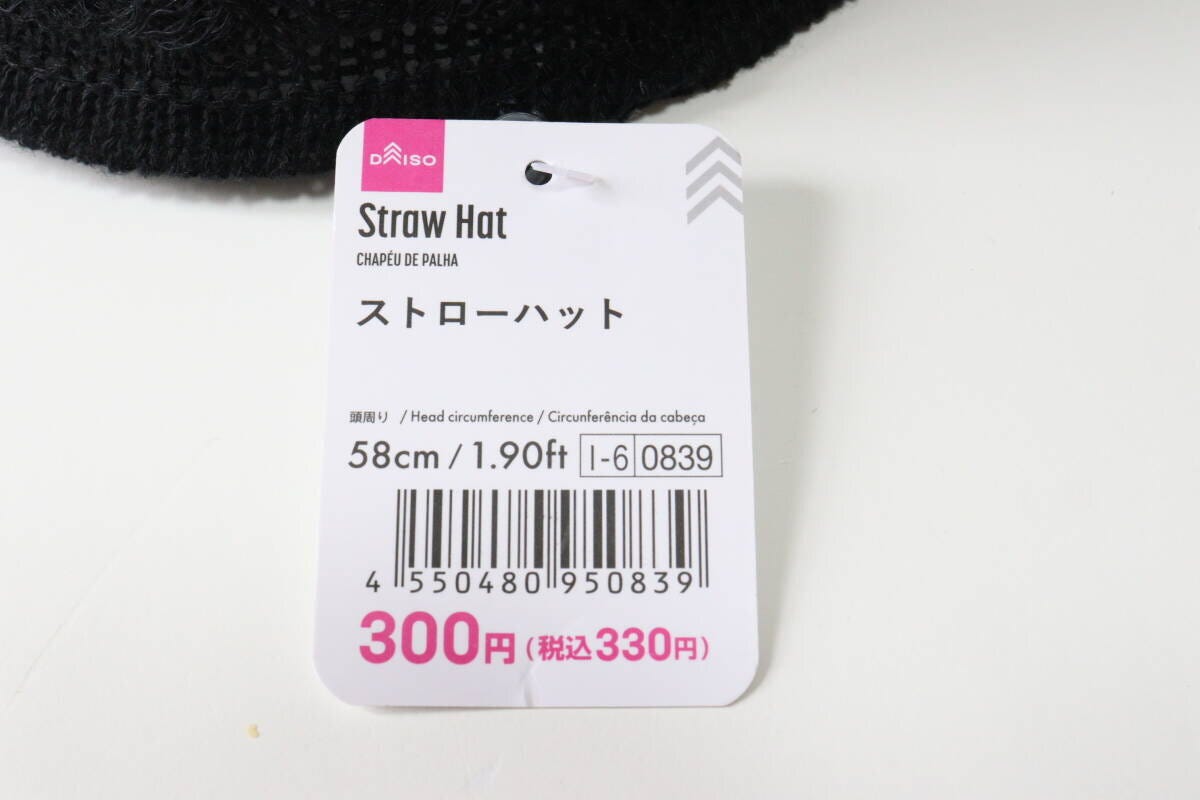 DAISO
Straw Hat
CHAPÉU DE PALHA
ストローハット
頭周り / Head circumference / Circunferência da cabeça
58cm / 1.90ft I-6 0839
4 550480 950839
300円(税込330円)